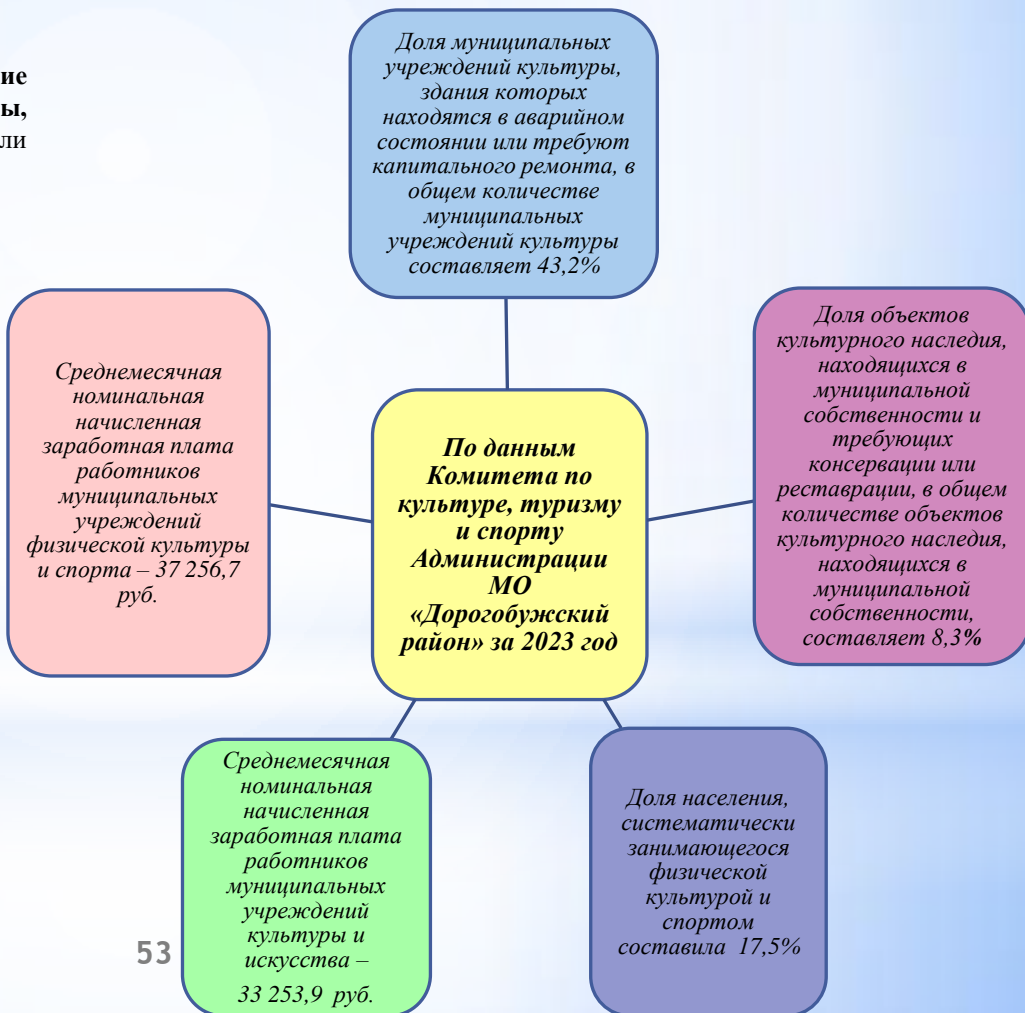 ие
ы,
ли
Доля муниципальных
учреждений культуры,
здания которых
находятся в аварийном
состоянии или требуют
капитального ремонта, в
общем количестве
муниципальных
учреждений культуры
составляет 43,2%
Доля объектов
культурного наследия,
находящихся в
муниципальной
собственности и
требующих
консервации или
реставрации, в общем
количестве объектов
культурного наследия,
находящихся в
муниципальной
собственности,
составляет 8,3%
Среднемесячная
номинальная
начисленная
заработная плата
работников
муниципальных
учреждений
физической культуры
и спорта – 37 256,7
руб.
По данным
Комитета по
культуре, туризму
и спорту
Администрации
МО
«Дорогобужский
район» за 2023 год
Среднемесячная
номинальная
начисленная
заработная плата
работников
муниципальных
учреждений
культуры и
искусства –
33 253,9 руб.
Доля населения,
систематически
занимающегося
физической
культурой и
спортом
составила 17,5%
53